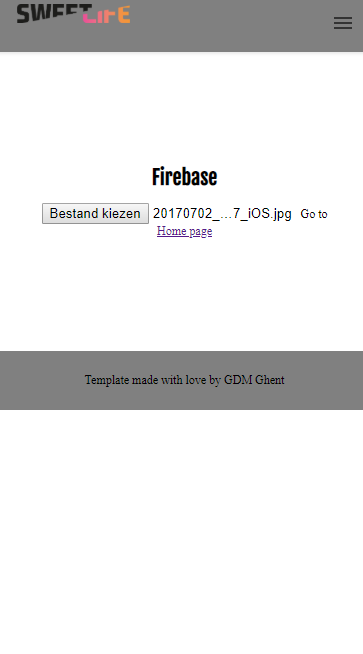 SWEET LIFE
Firebase
Bestand kiezen 20170702_...7_iOS.jpg Go to
Home page
Template made with love by GDM Ghent